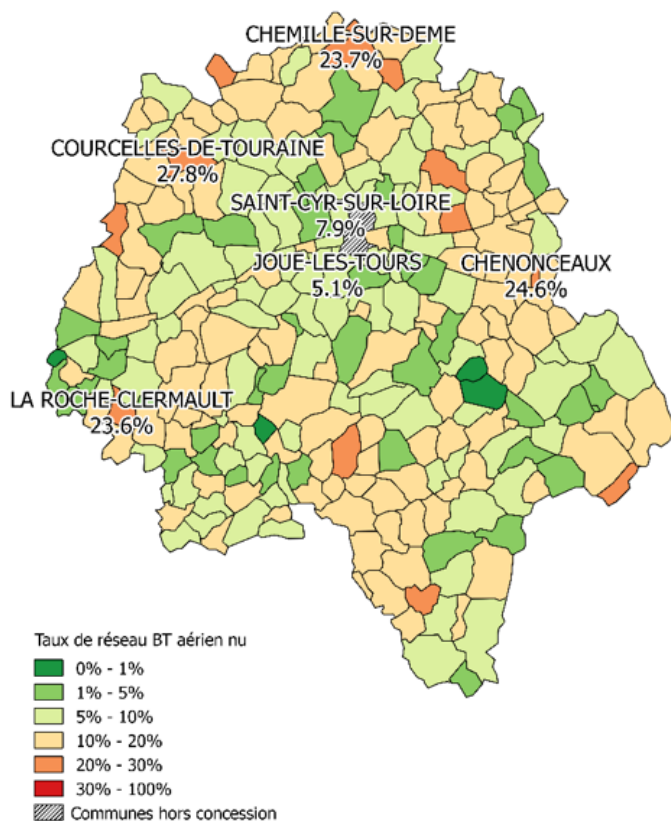 CHEMILLE-SUR-DEME
23.7%
COURCELLES-DE-TOURAINE
27.8%
SAINT-CYR-SUR-LOIRE
7.9%
JOUE-LES-TOURS
5.1%
CHENONCEAUX
24.6%
LA ROCHE-CLERMAULT
23.6%
Taux de réseau BT aérien nu
0% - 1%
1% - 5%
5% - 10%
10% - 20%
20% - 30%
30% - 100%
Communes hors concession